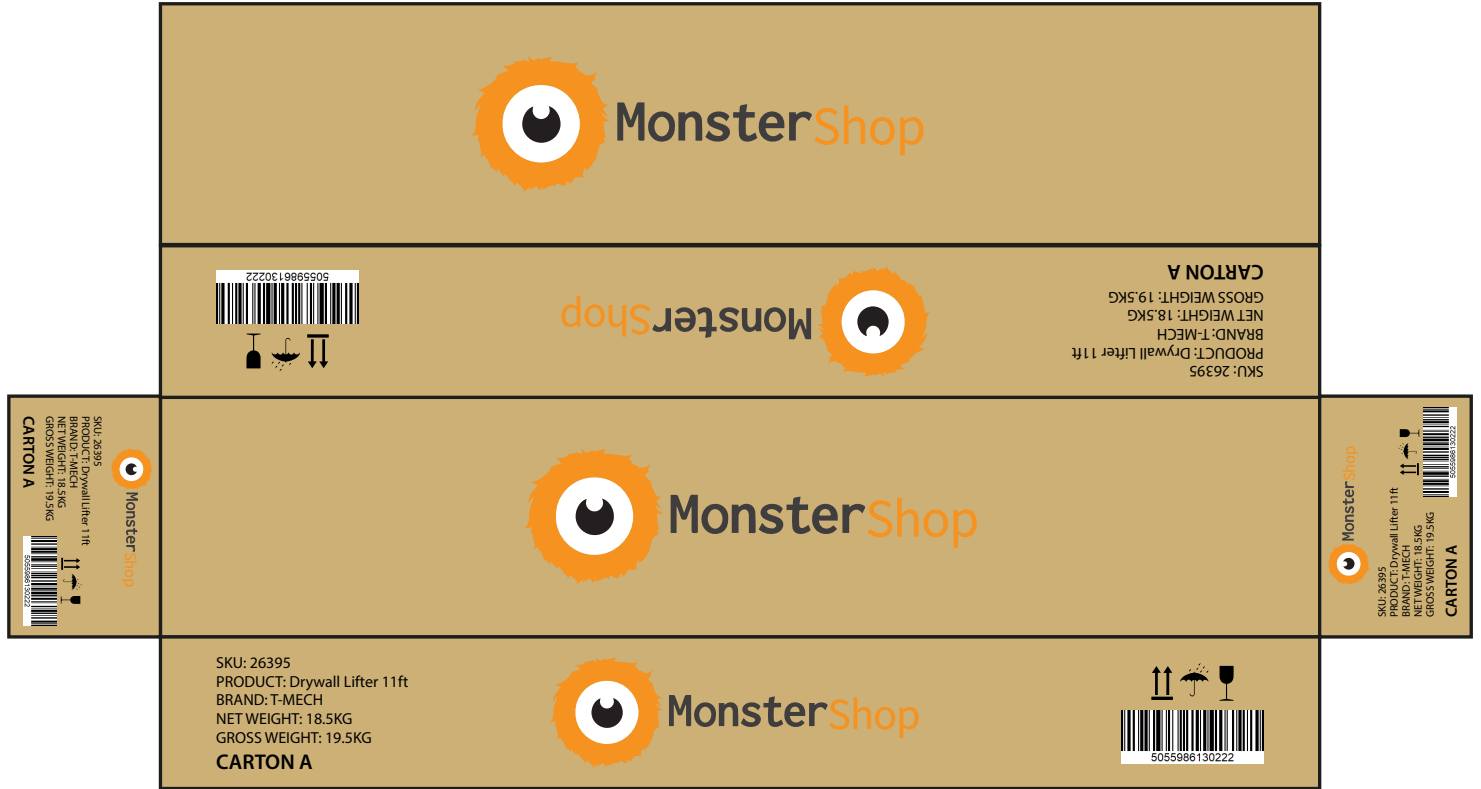 MonsterShop
5055986130222
MonsterShop
CARTON A
GROSS WEIGHT: 19.5KG
NET WEIGHT: 18.5KG
BRAND: T-MECH
PRODUCT: Drywall Lifter 11ft
SKU: 26395
SKU: 26395
PRODUCT: Drywall Lifter 11ft
BRAND: T-MECH
NET WEIGHT: 18.5KG
GROSS WEIGHT: 19.5KG
CARTON A
MonsterShop
5055986130222
MonsterShop
MonsterShop
SKU: 26395
PRODUCT: Drywall Lifter 11ft
BRAND: T-MECH
NET WEIGHT: 18.5KG
GROSS WEIGHT: 19.5KG
CARTON A
5055986130222
SKU: 26395
PRODUCT: Drywall Lifter 11ft
BRAND: T-MECH
NET WEIGHT: 18.5KG
GROSS WEIGHT: 19.5KG
CARTON A
MonsterShop
5055986130222